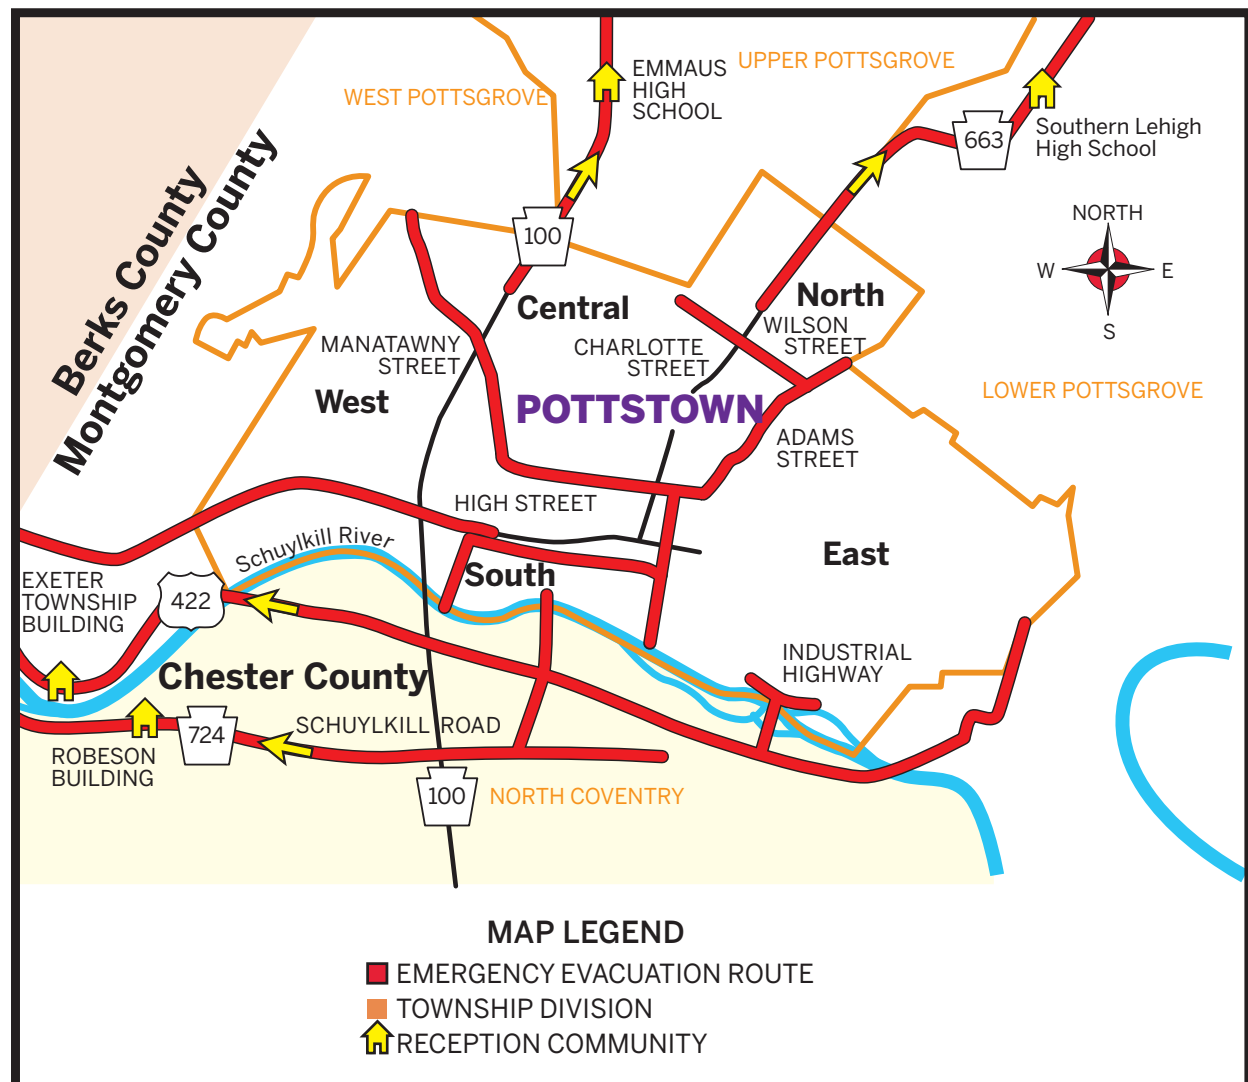 UPPER POTTSGROVE
EMMAUS
HIGH
SCHOOL
WEST POTTSGROVE
663
Southern Lehigh
High School
Berks County
Montgomery County
NORTH
W
E
S
100
Central
North
WILSON
STREET
MANATAWNY
STREET
CHARLOTTE
STREET
West
POTTSTOWN
LOWER POTTSGROVE
ADAMS
STREET
HIGH STREET
Schuylkill River
East
South
EXETER
TOWNSHIP
BUILDING
422
INDUSTRIAL
HIGHWAY
Chester County
724
SCHUYLKILL ROAD
ROBESON
BUILDING
100
NORTH COVENTRY
MAP LEGEND
EMERGENCY EVACUATION ROUTE
TOWNSHIP DIVISION
RECEPTION COMMUNITY